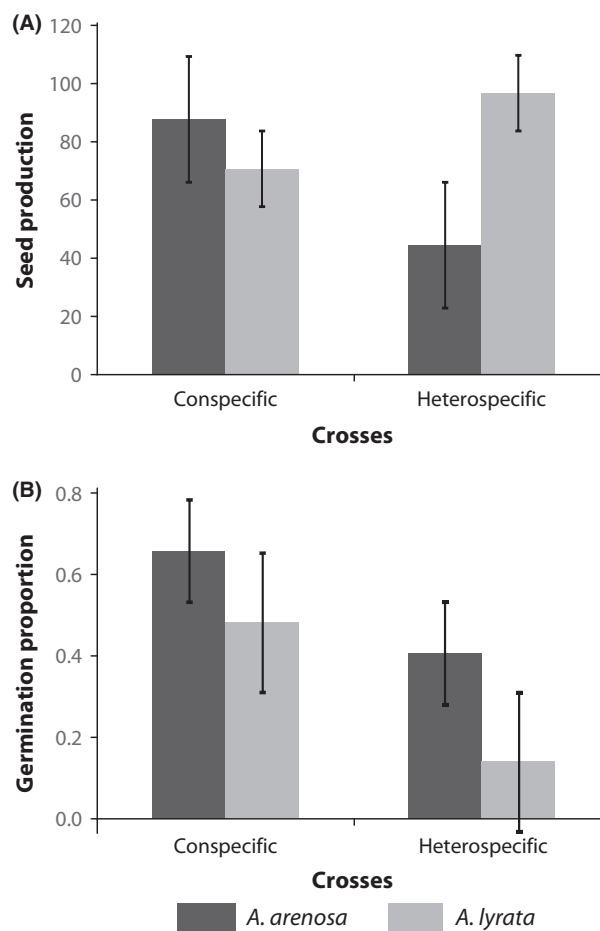 (A)
120
100
80
60
40
20
0
Seed production
Conspecific Heterospecific
Crosses
(B)
0.8
0.6
0.4
0.2
0.0
Germination proportion
Conspecific Heterospecific
Crosses
A. arenosa A. lyrata